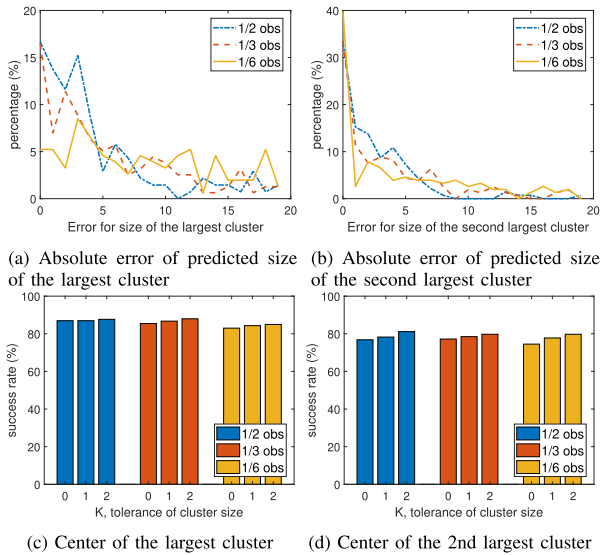 20
15
10
5
0
percentage (%)
0
5
10
15
20
Error for size of the largest cluster
1/2 obs
1/3 obs
1/6 obs
(a) Absolute error of predicted size
of the largest cluster
40
30
20
10
0
percentage (%)
0
5
10
15
20
Error for size of the second largest cluster
1/2 obs
1/3 obs
1/6 obs
(b) Absolute error of predicted size
of the second largest cluster
100
80
60
40
20
0
success rate (%)
0 1 2 0 1 2 0 1 2
K, tolerance of cluster size
1/2 obs
1/3 obs
1/6 obs
(c) Center of the largest cluster
100
80
60
40
20
0
success rate (%)
0 1 2 0 1 2 0 1 2
K, tolerance of cluster size
1/2 obs
1/3 obs
1/6 obs
(d) Center of the 2nd largest cluster